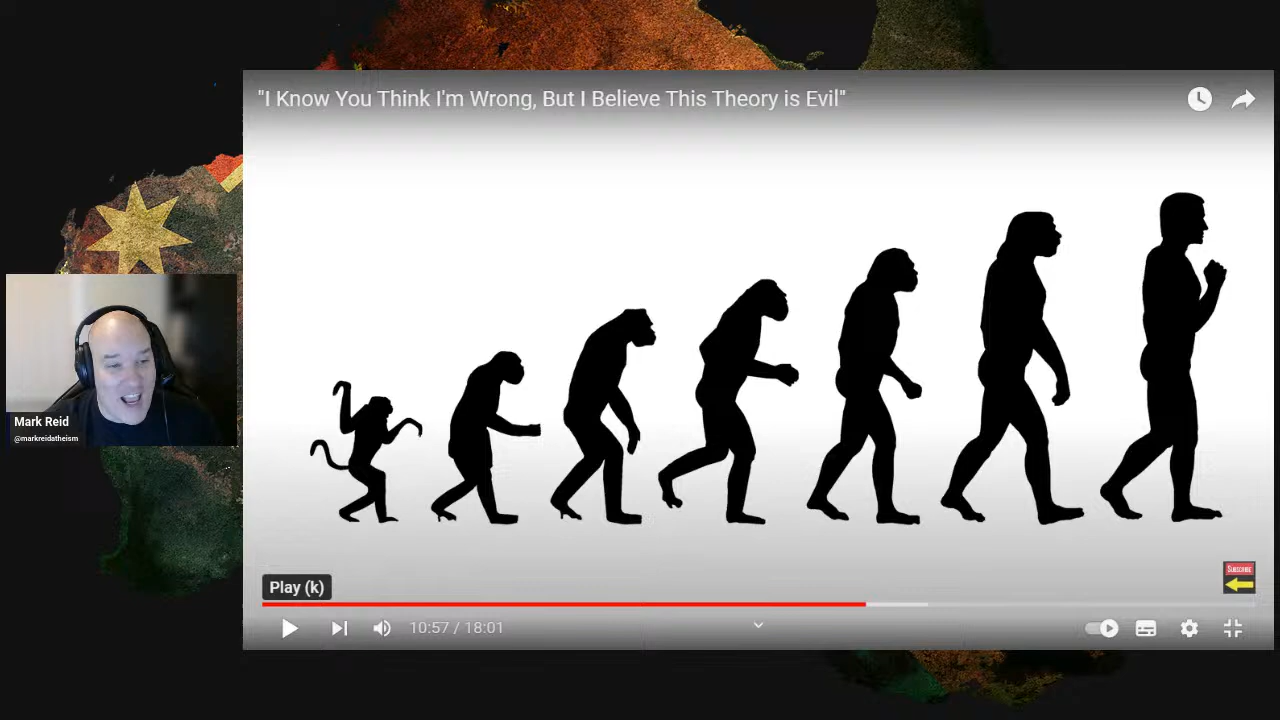 "I Know You Think I'm Wrong, But I Believe This Theory is Evil"
Mark Reid
@markreidatheism
Play (k)
SUBSCRIBE
10:57 / 18:01